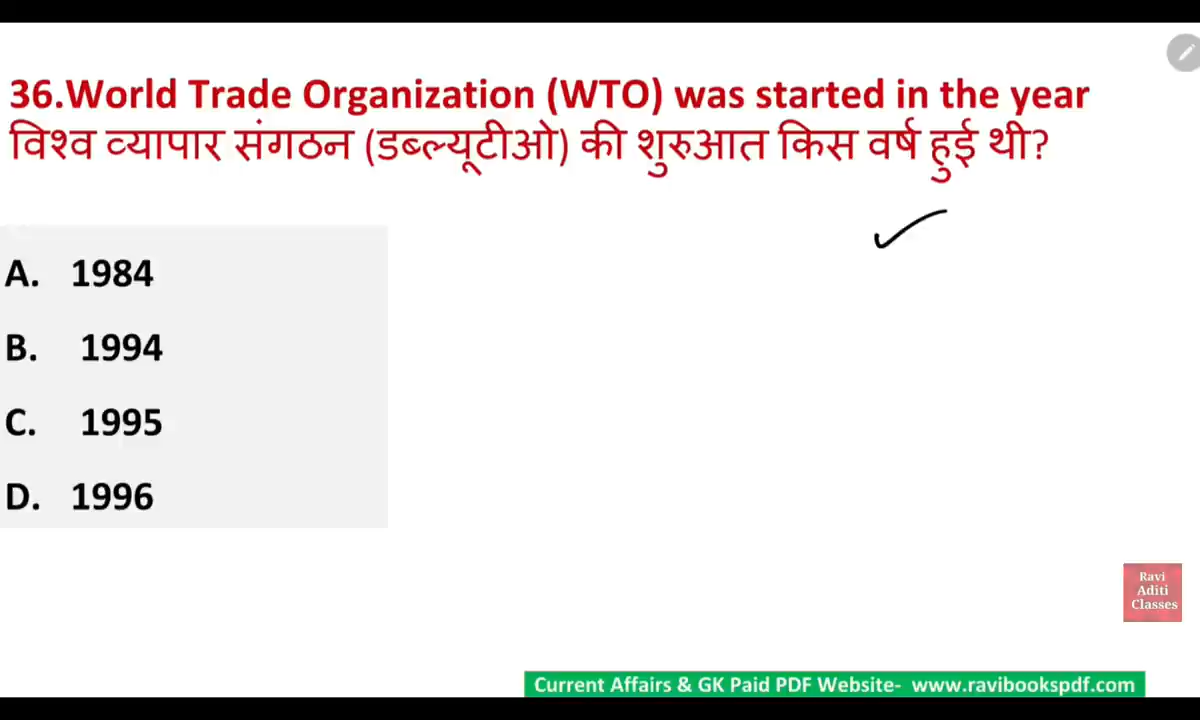 36.World Trade Organization (WTO) was started in the year
विश्व व्यापार संगठन (डब्ल्यूटीओ) की शुरुआत किस वर्ष हुई थी?
A. 1984
B. 1994
C. 1995
D. 1996
Ravi
Aditi
Classes
Current Affairs & GK Paid PDF Website- www.ravibookspdf.com